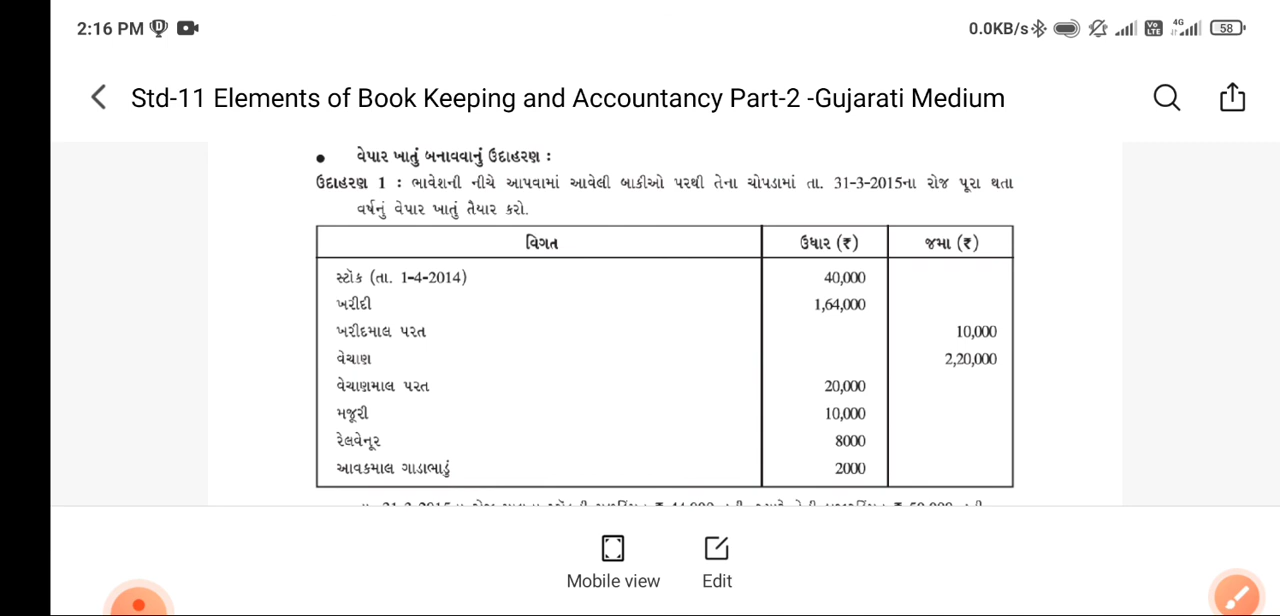 2:16 PM
0.0KB/s
Vo LTE
4G
58
Std-11 Elements of Book Keeping and Accountancy Part-2 -Gujarati Medium
● વેપાર ખાતું બનાવવાનું ઉદાહરણ :
ઉદાહરણ 1 : ભાવેશની નીચે આપવામાં આવેલી બાકીઓ પરથી તેના ચોપડામાં તા. 31-3-2015ના રોજ પૂરા થતા
વર્ષનું વેપાર ખાતું તૈયાર કરો.
વિગત ઉધાર (₹) જમા (₹)
સ્ટૉક (તા. 1-4-2014) 40,000
ખરીદી 1,64,000
ખરીદમાલ પરત 10,000
વેચાણ 2,20,000
વેચાણમાલ પરત 20,000
મજૂરી 10,000
રેલવેનૂર 8000
આવકમાલ ગાડાભાડું 2000
Mobile view
Edit